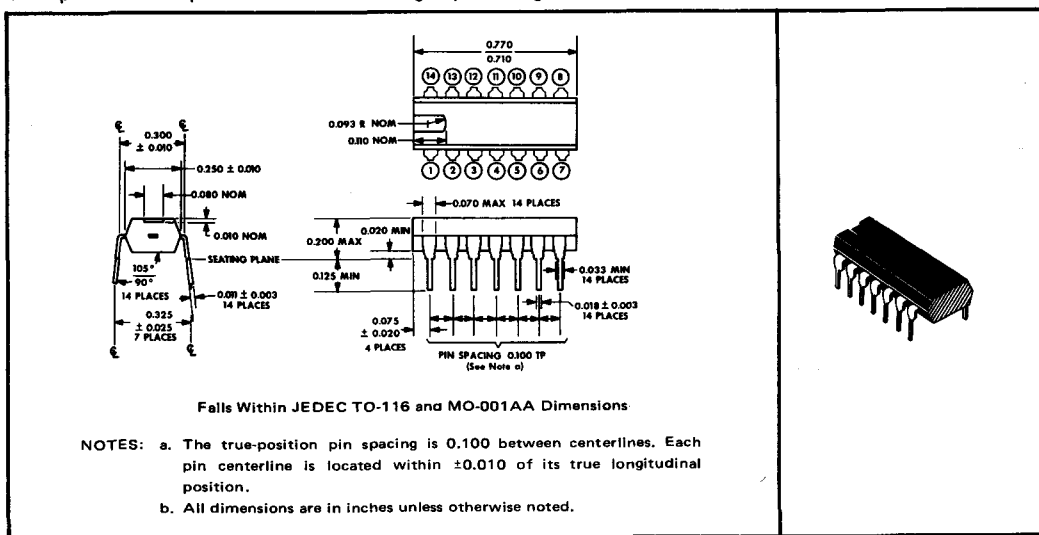 0.770
0.710
14 13 12 11 10 9 8
0.093 R NOM
0.110 NOM
1 2 3 4 5 6 7
℄ ℄
0.300
± 0.010
0.250 ± 0.010
0.080 NOM
0.010 NOM
SEATING PLANE
105°
90°
14 PLACES
0.011 ± 0.003
14 PLACES
0.325
± 0.025
7 PLACES
℄ ℄
0.070 MAX 14 PLACES
0.020 MIN
0.200 MAX
0.125 MIN
0.033 MIN
14 PLACES
0.018 ± 0.003
14 PLACES
0.075
± 0.020
4 PLACES
PIN SPACING 0.100 TP
(See Note a)
Falls Within JEDEC TO-116 and MO-001AA Dimensions
NOTES: a. The true-position pin spacing is 0.100 between centerlines. Each
pin centerline is located within ±0.010 of its true longitudinal
position.
b. All dimensions are in inches unless otherwise noted.